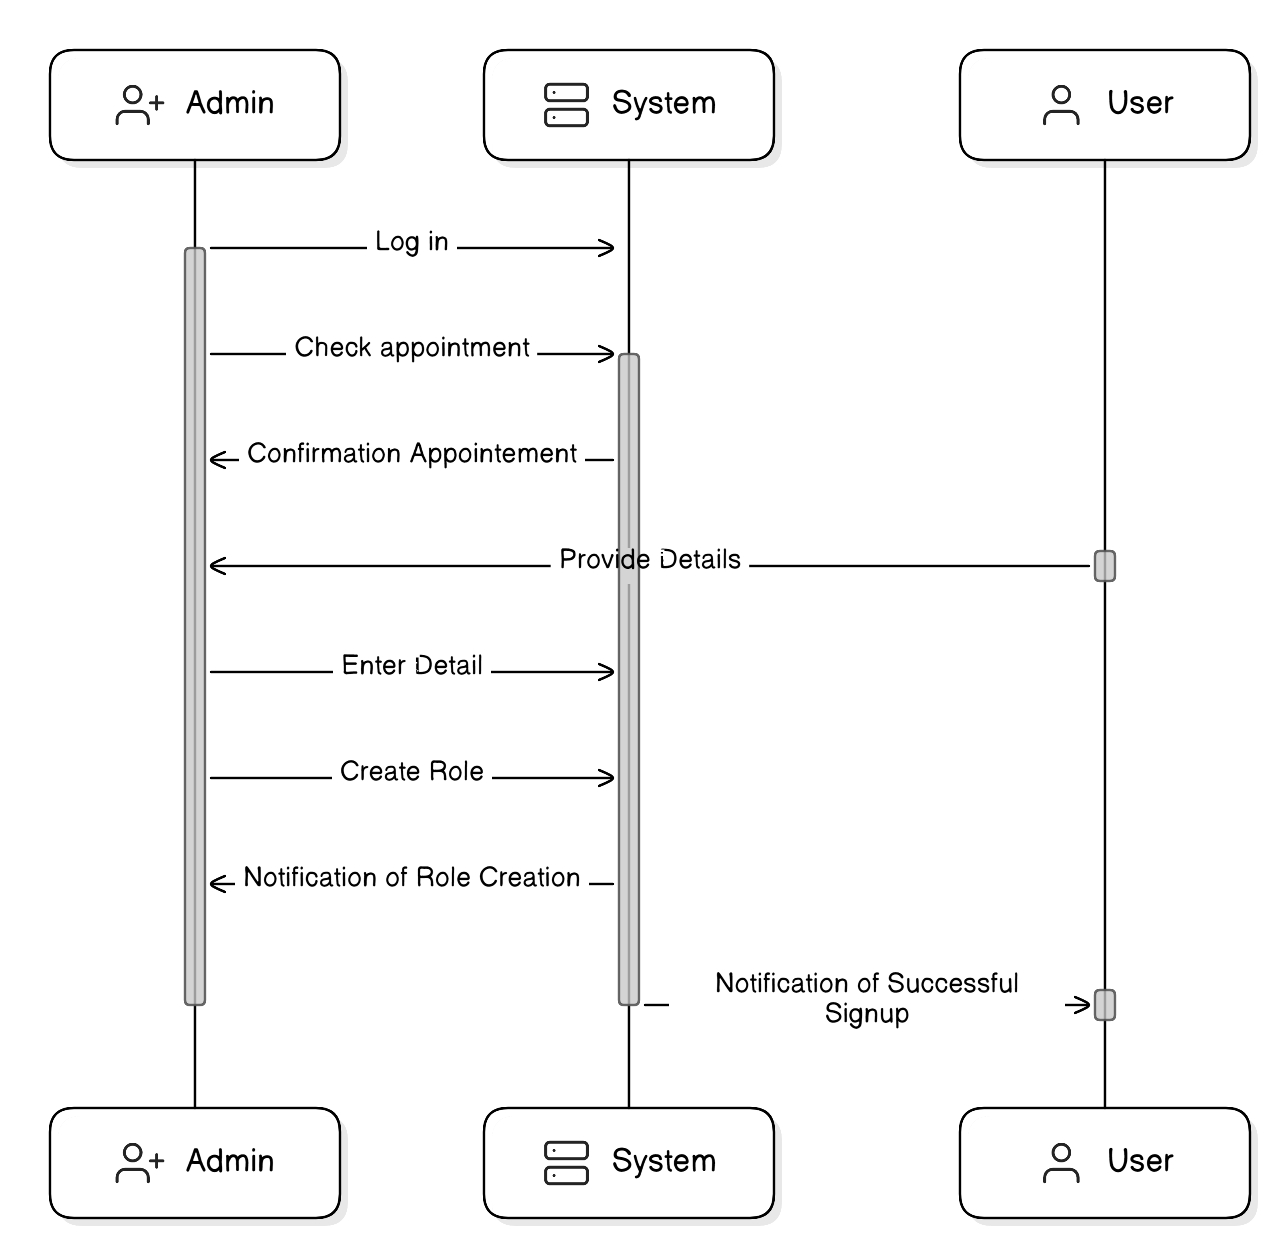 Admin
System
User
Log in
Check appointment
Confirmation Appointement
Provide Details
Enter Detail
Create Role
Notification of Role Creation
Notification of Successful
Signup
Admin
System
User